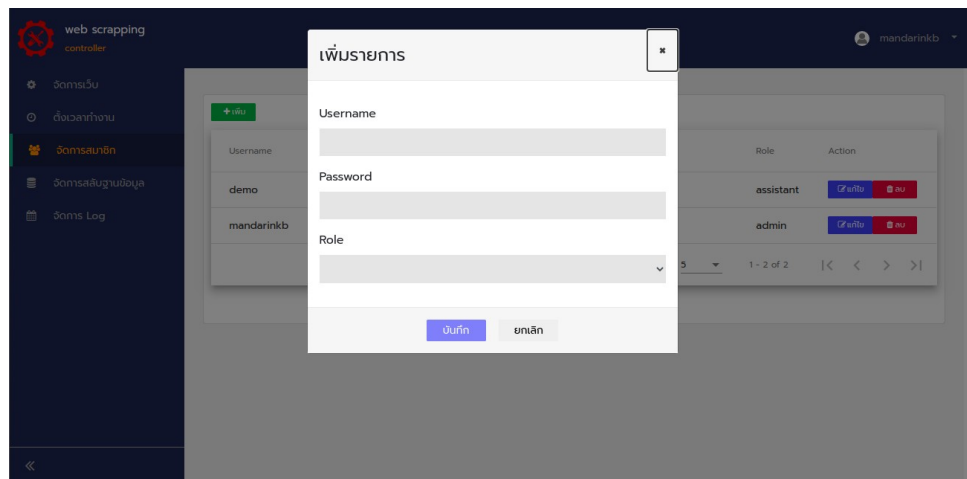 web scrapping
controller
mandarinkb
จัดการเว็บ
ตั้งเวลาทำงาน
จัดการสมาชิก
จัดการสลับฐานข้อมูล
จัดการ Log
+เพิ่ม
Username
Role
Action
demo
assistant
แก้ไข
ลบ
mandarinkb
admin
แก้ไข
ลบ
5
1 - 2 of 2
เพิ่มรายการ
×
Username
Password
Role
บันทึก
ยกเลิก